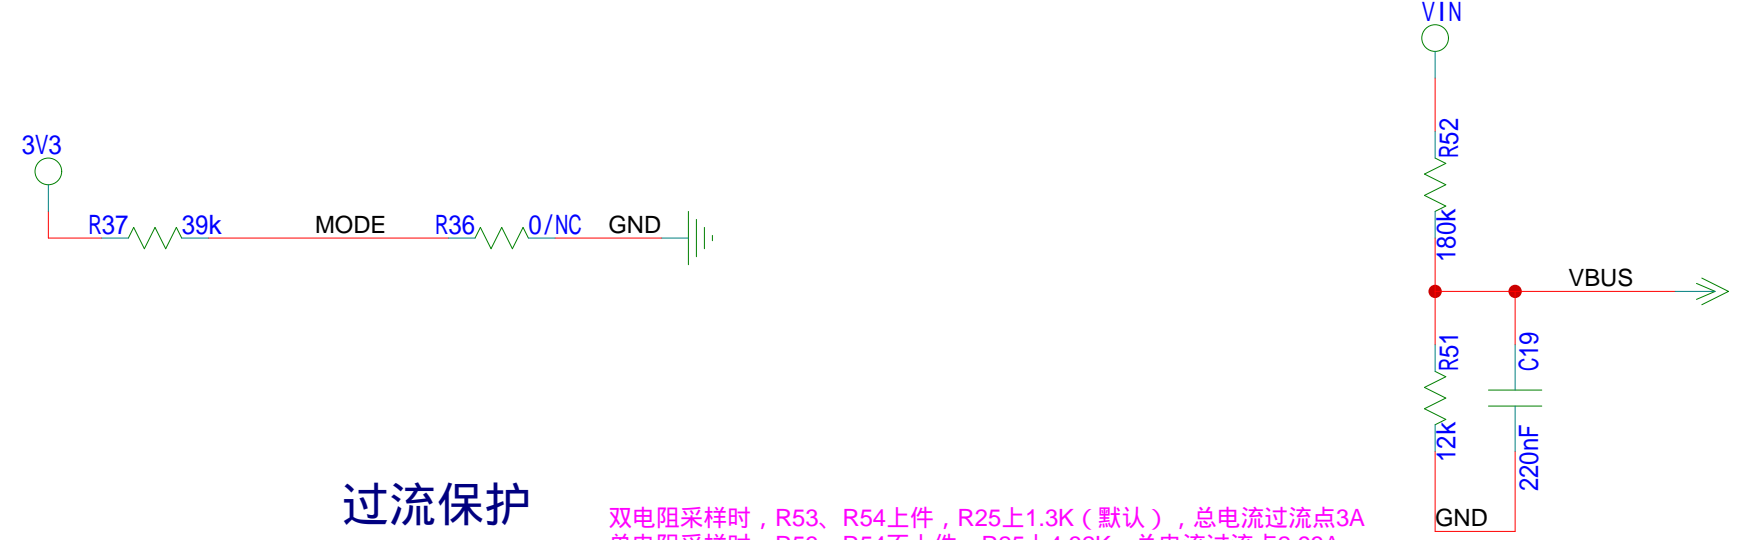 VIN
R52
3V3
R37 39k MODE R36 0/NC GND
180k
VBUS
R51
C19
12k
220nF
过流保护
双电阻采样时，R53、R54上件，R25上1.3K（默认），总电流过流点3A
GND